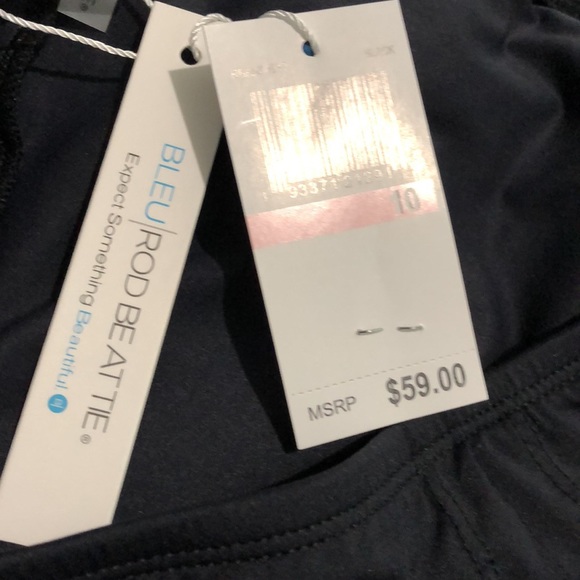 BLEU|ROD BEATTIE®
Expect Something Beautiful
10
MSRP $59.00